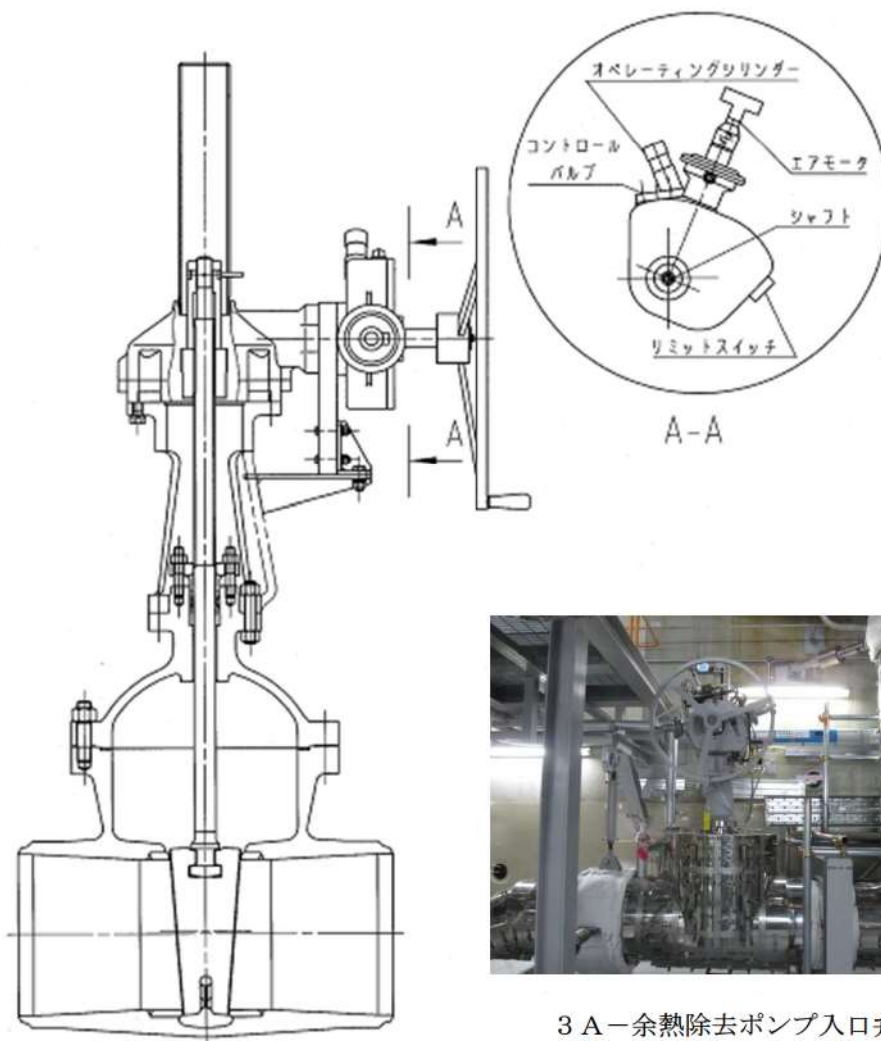 オペレーティングシリンダー
コントロール
バルブ
エアモータ
シャフト
リミットスイッチ
A
A
A-A
3A-余熱除去ポンプ入口弁